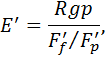 E′ = Rgp / (F′_f / F′_p),